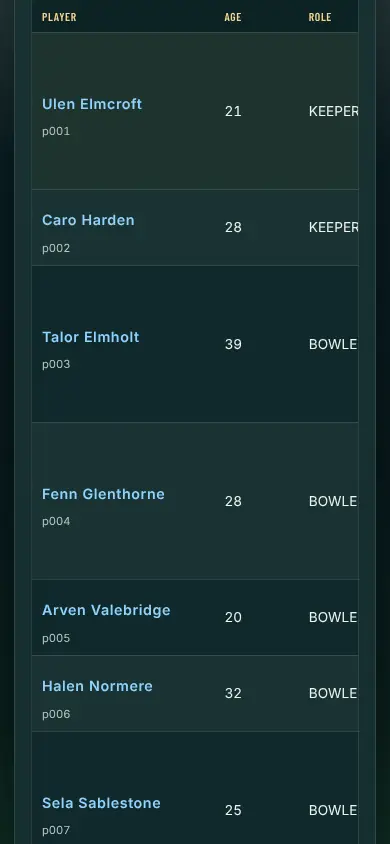 PLAYER AGE ROLE
Ulen Elmcroft 21 KEEPER
p001
Caro Harden 28 KEEPER
p002
Talor Elmholt 39 BOWLE
p003
Fenn Glenthorne 28 BOWLE
p004
Arven Valebridge 20 BOWLE
p005
Halen Normere 32 BOWLE
p006
Sela Sablestone 25 BOWLE
p007